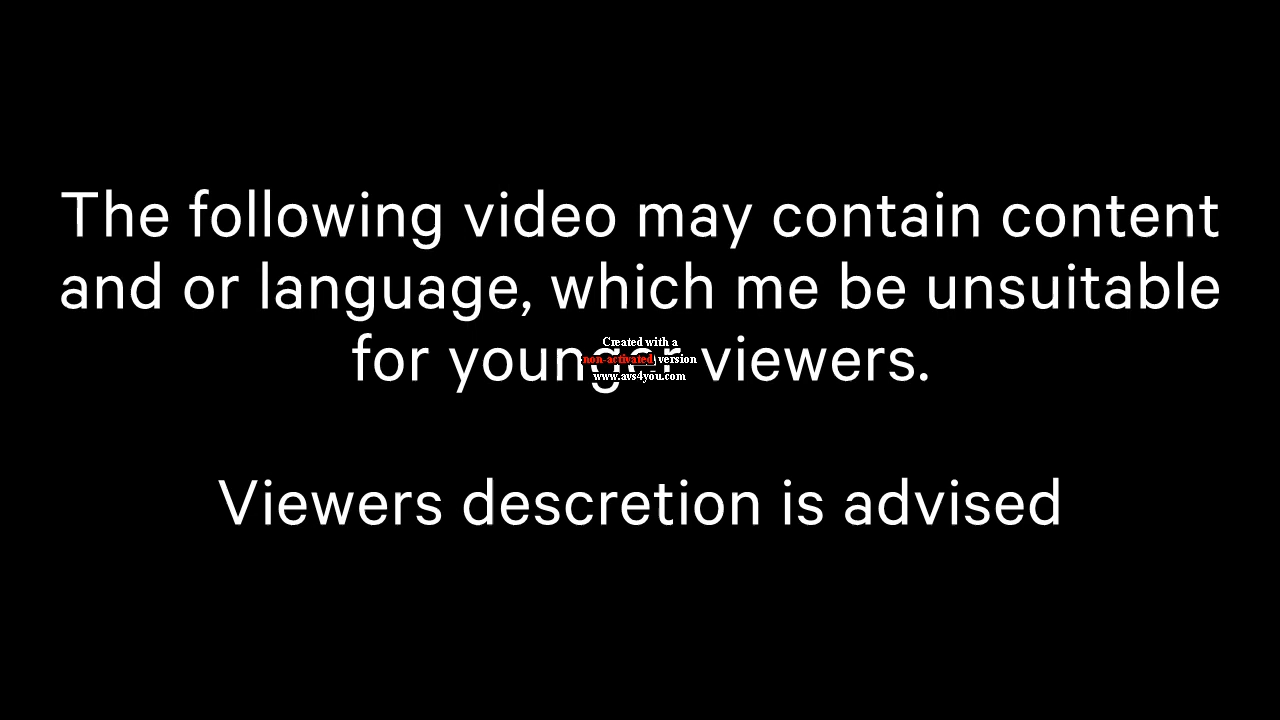 The following video may contain content
and or language, which me be unsuitable
for younger viewers.
Created with a
non-activated version
www.avs4you.com
Viewers descretion is advised